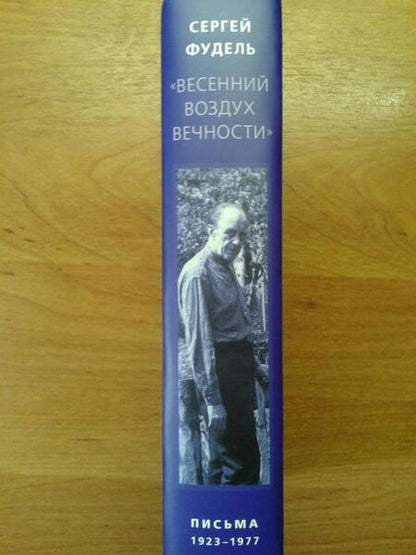 СЕРГЕЙ
ФУДЕЛЬ
«ВЕСЕННИЙ
ВОЗДУХ
ВЕЧНОСТИ»
ПИСЬМА
1923–1977